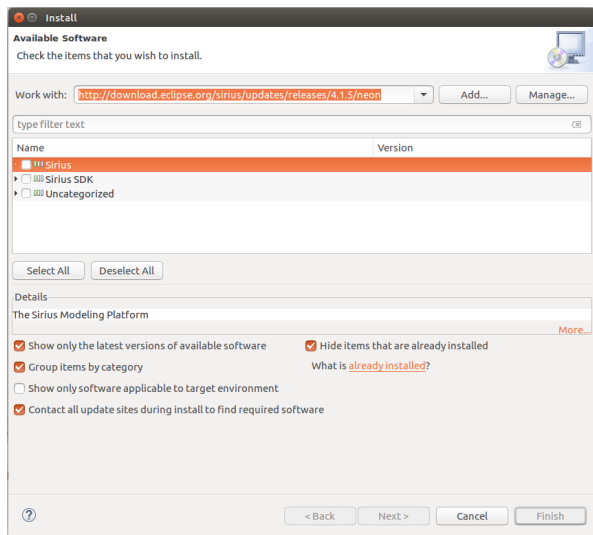 Install
Available Software
Check the items that you wish to install.
Work with: http://download.eclipse.org/sirius/updates/releases/4.1.5/neon Add... Manage...
type filter text
Name Version
Sirius
Sirius SDK
Uncategorized
Select All Deselect All
Details
The Sirius Modeling Platform
More...
Show only the latest versions of available software Hide items that are already installed
Group items by category What is already installed?
Show only software applicable to target environment
Contact all update sites during install to find required software
? < Back Next > Cancel Finish